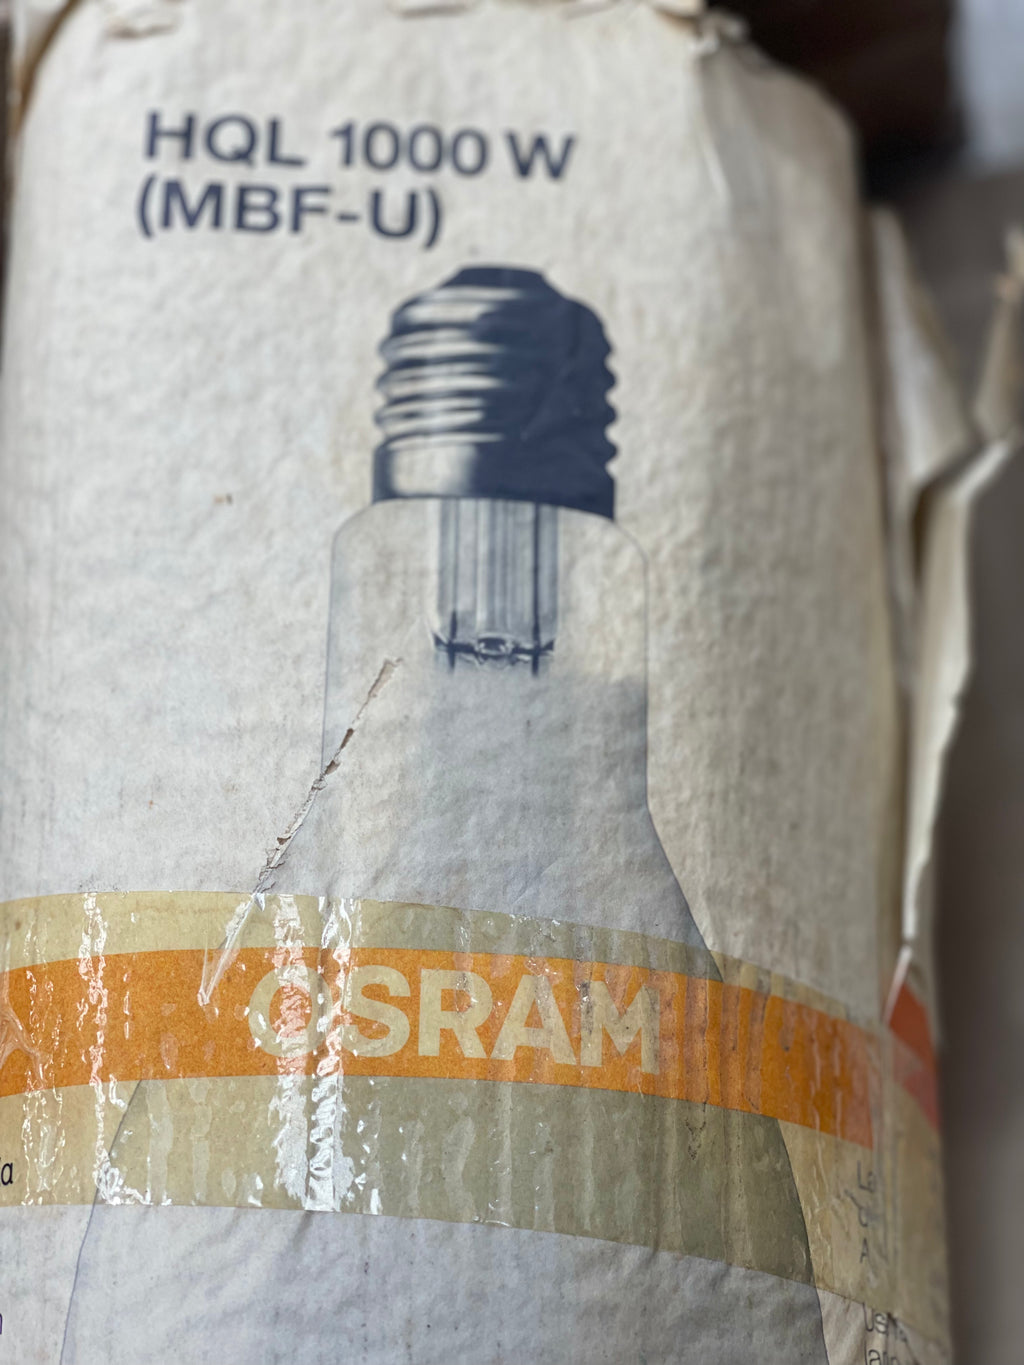 HQL 1000 W
(MBF-U)
OSRAM